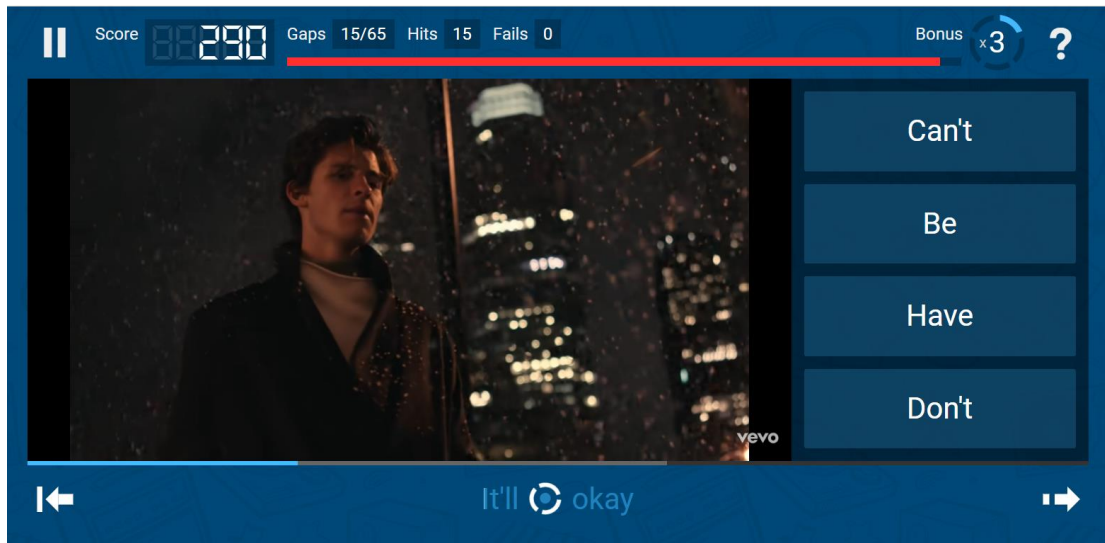 Score 290 Gaps 15/65 Hits 15 Fails 0 Bonus x3 ?
Can't
Be
Have
Don't
vevo
It'll okay